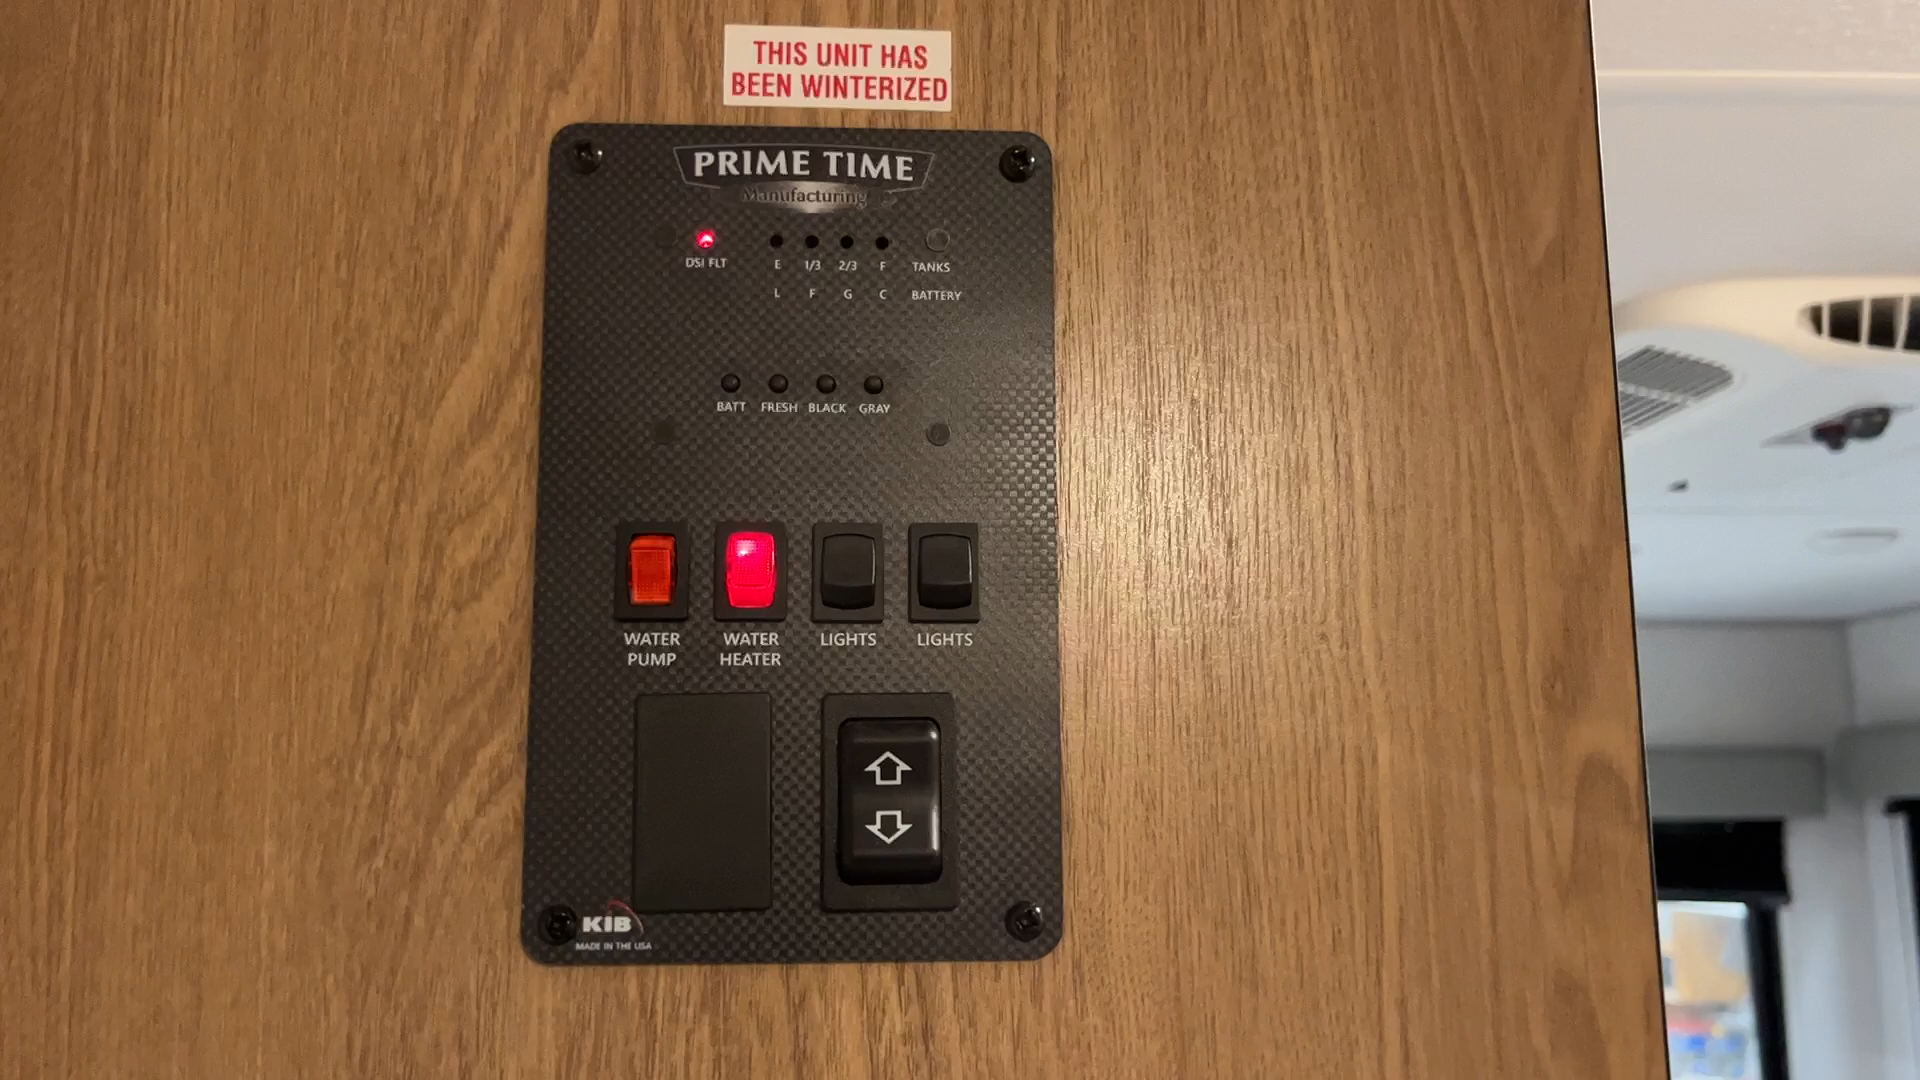 THIS UNIT HAS
BEEN WINTERIZED
PRIME TIME
Manufacturing
DSI FLT
E 1/3 2/3 F TANKS
L F G C BATTERY
BATT FRESH BLACK GRAY
WATER PUMP
WATER HEATER
LIGHTS
LIGHTS
KIB
MADE IN THE USA